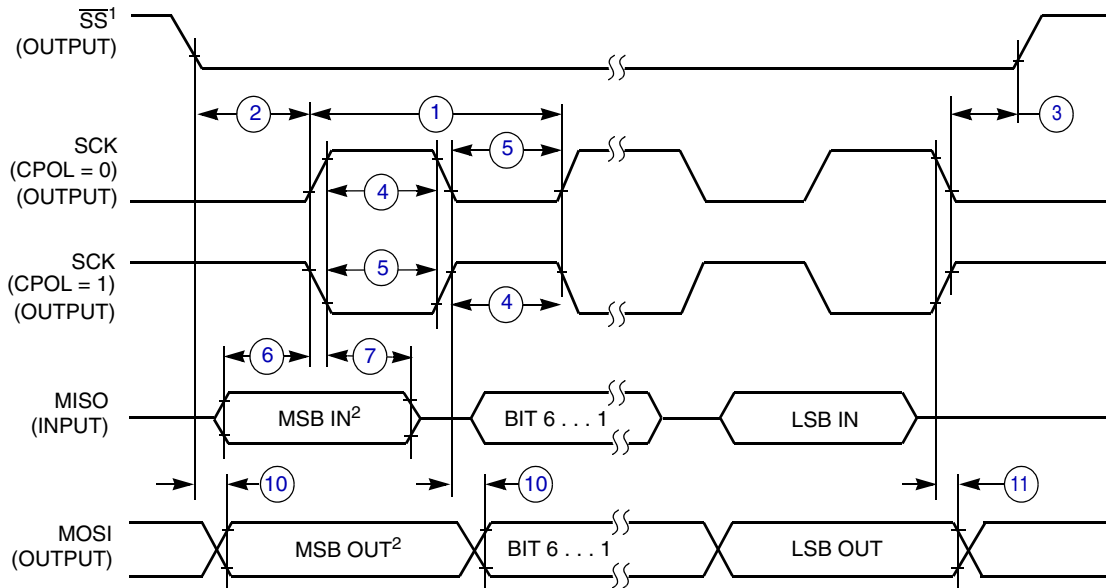 SS¹
(OUTPUT)
2
1
3
SCK
(CPOL = 0)
(OUTPUT)
5
4
SCK
(CPOL = 1)
(OUTPUT)
5
4
6
7
MISO
(INPUT)
MSB IN²
BIT 6 . . . 1
LSB IN
10
10
11
MOSI
(OUTPUT)
MSB OUT²
BIT 6 . . . 1
LSB OUT